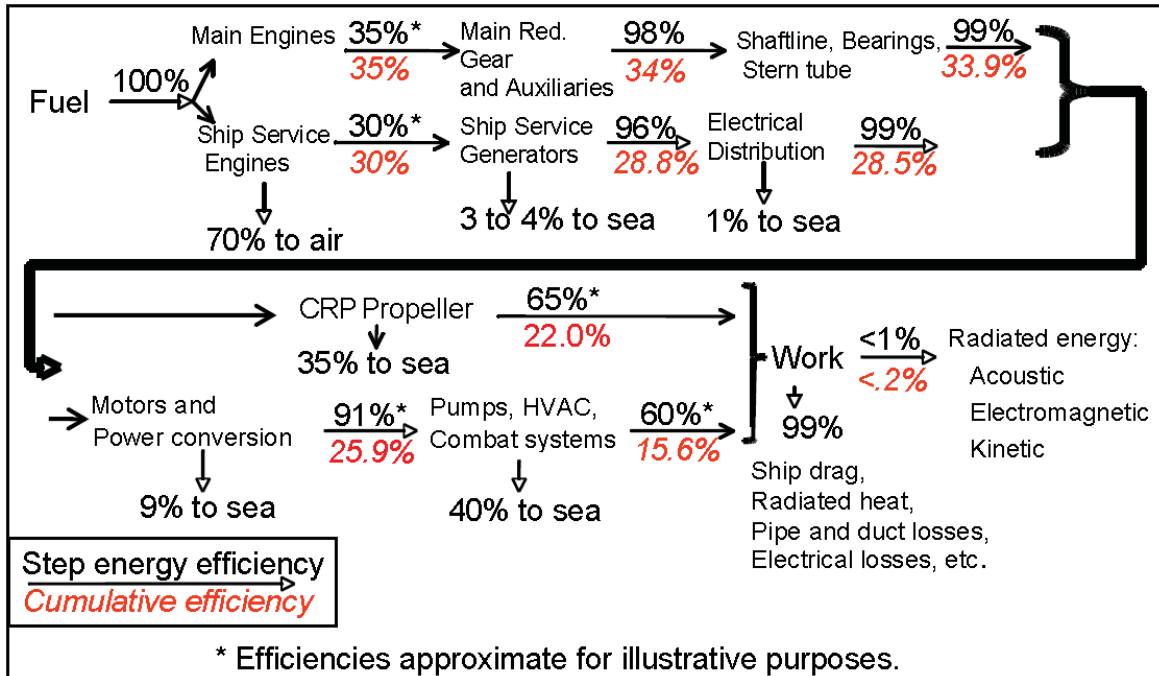 Main Engines
35%*
35%
Main Red.
Gear
and Auxiliaries
98%
34%
Shaftline, Bearings,
Stern tube
99%
33.9%
Fuel
100%
Ship Service
Engines
30%*
30%
Ship Service
Generators
96%
28.8%
Electrical
Distribution
99%
28.5%
70% to air
3 to 4% to sea
1% to sea
CRP Propeller
65%*
22.0%
35% to sea
Work
<1%
<.2%
Radiated energy:
Acoustic
Electromagnetic
Kinetic
Motors and
Power conversion
91%*
25.9%
Pumps, HVAC,
Combat systems
60%*
15.6%
99%
9% to sea
40% to sea
Ship drag,
Radiated heat,
Pipe and duct losses,
Electrical losses, etc.
Step energy efficiency
Cumulative efficiency
* Efficiencies approximate for illustrative purposes.